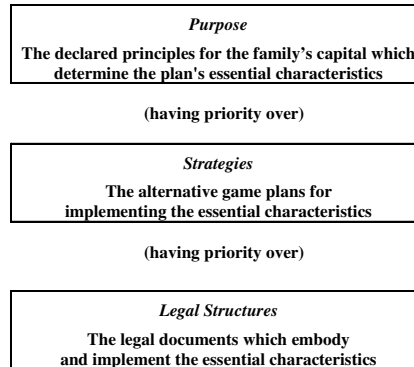 Purpose
The declared principles for the family’s capital which
determine the plan's essential characteristics
(having priority over)
Strategies
The alternative game plans for
implementing the essential characteristics
(having priority over)
Legal Structures
The legal documents which embody
and implement the essential characteristics